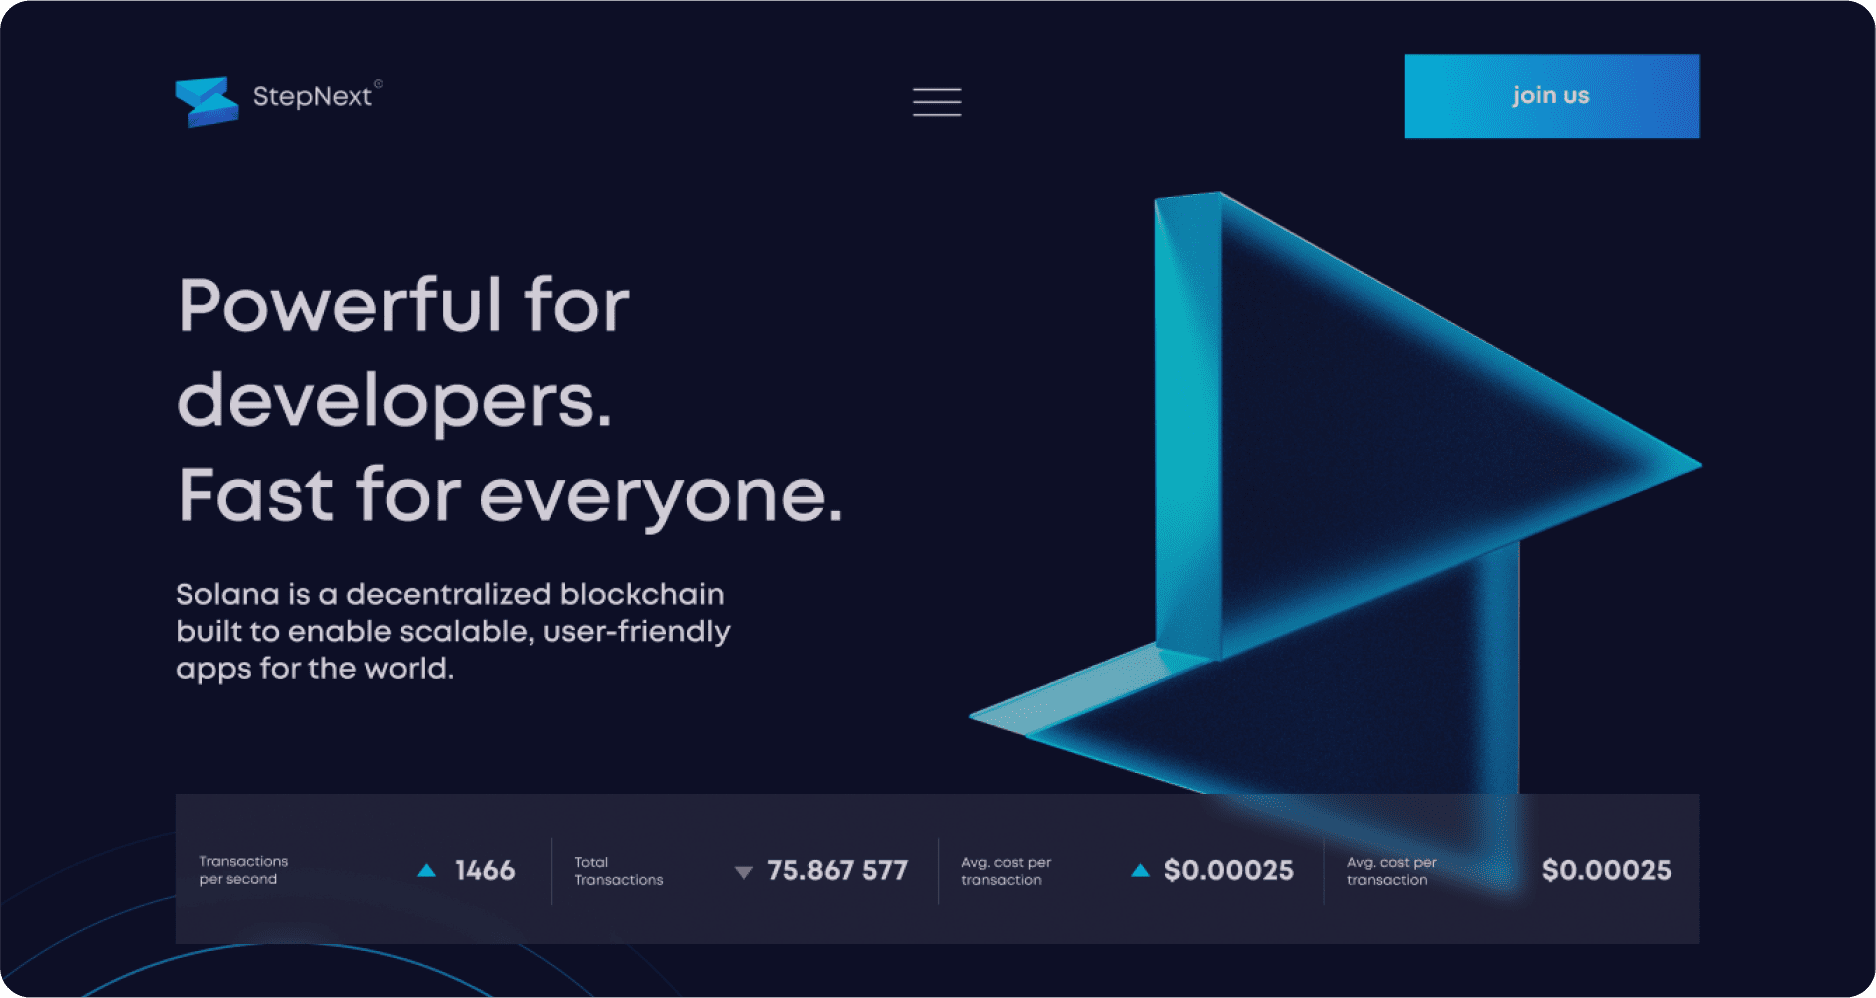 StepNext
join us
Powerful for
developers.
Fast for everyone.
Solana is a decentralized blockchain
built to enable scalable, user-friendly
apps for the world.
Transactions
per second
1466
Total
Transactions
75.867 577
Avg. cost per
transaction
$0.00025
Avg. cost per
transaction
$0.00025